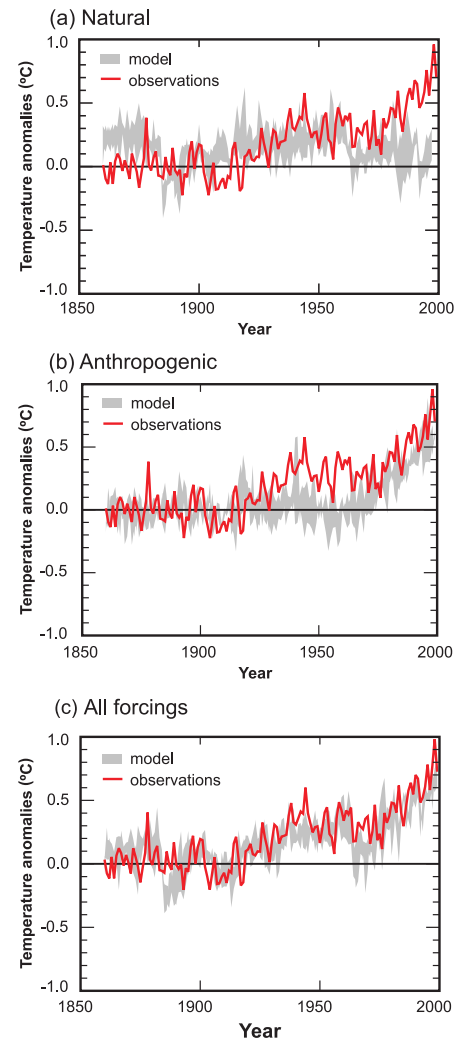 (a) Natural
1.0
model
observations
0.5
0.0
-0.5
-1.0
Temperature anomalies (ºC)
1850 1900 1950 2000
Year
(b) Anthropogenic
1.0
model
observations
0.5
0.0
-0.5
-1.0
Temperature anomalies (ºC)
1850 1900 1950 2000
Year
(c) All forcings
1.0
model
observations
0.5
0.0
-0.5
-1.0
Temperature anomalies (ºC)
1850 1900 1950 2000
Year